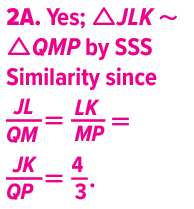 2A. Yes; △JLK ~
△QMP by SSS
Similarity since
JL/QM = LK/MP =
JK/QP = 4/3.